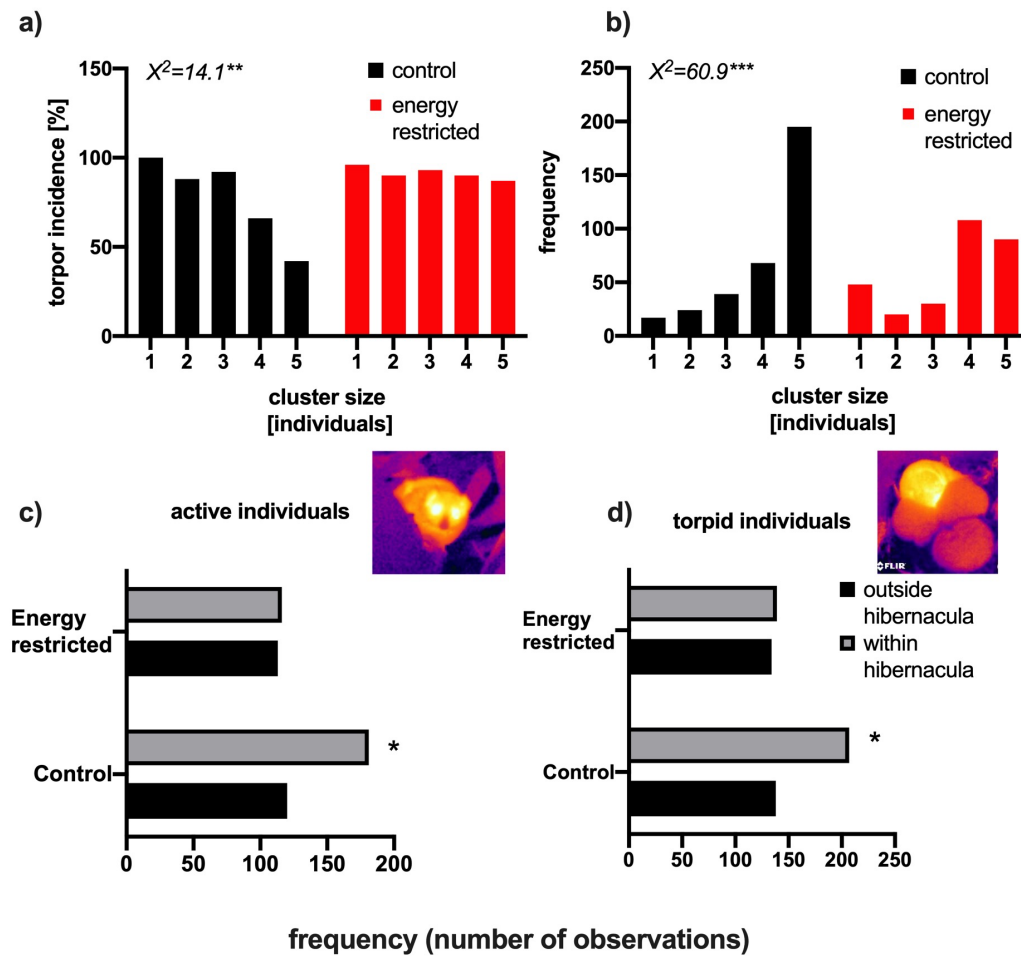 a)
X²=14.1**
control
energy
restricted
torpor incidence [%]
150
100
50
0
1 2 3 4 5 1 2 3 4 5
cluster size
[individuals]
b)
X²=60.9***
control
energy
restricted
frequency
250
200
150
100
50
0
1 2 3 4 5 1 2 3 4 5
cluster size
[individuals]
c)
active individuals
Energy
restricted
Control
*
0 50 100 150 200
d)
torpid individuals
FLIR
outside
hibernacula
within
hibernacula
Energy
restricted
Control
*
0 50 100 150 200 250
frequency (number of observations)